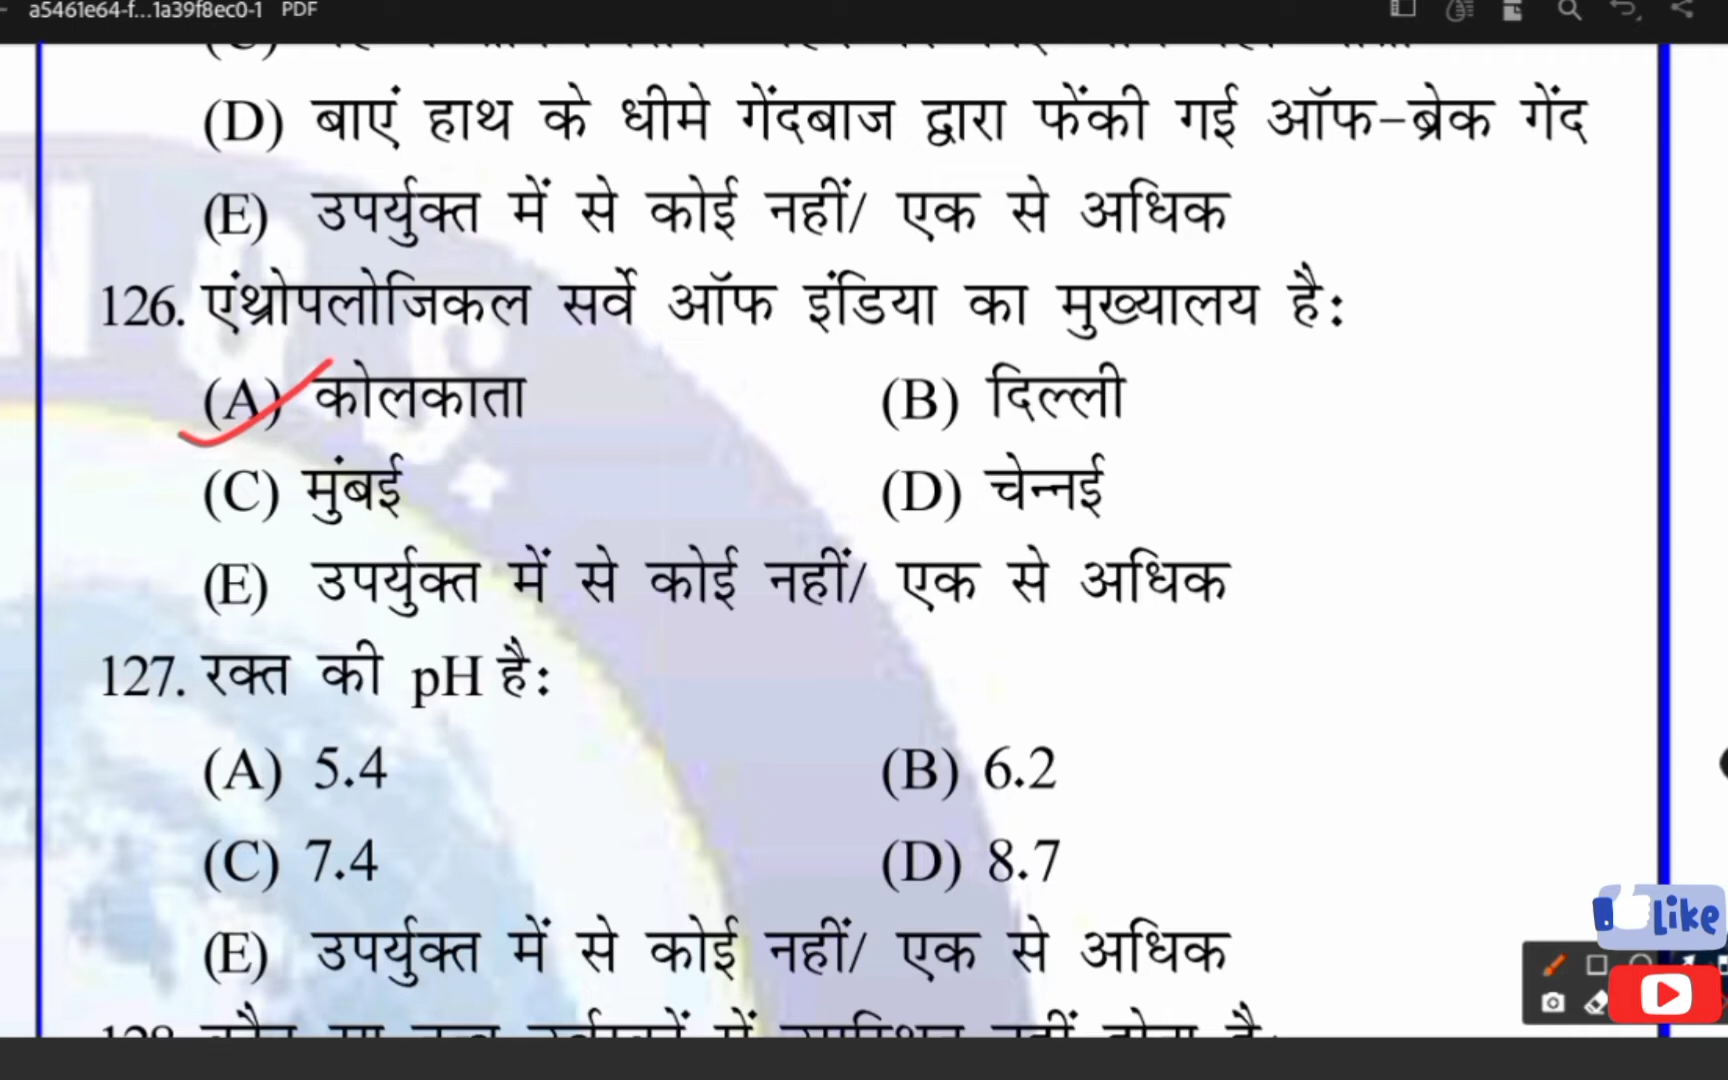 a5461e64-f...1a39f8ec0-1 PDF
(D) बाएं हाथ के धीमे गेंदबाज द्वारा फेंकी गई ऑफ-ब्रेक गेंद
(E) उपर्युक्त में से कोई नहीं/ एक से अधिक
126. एंथ्रोपलोजिकल सर्वे ऑफ इंडिया का मुख्यालय है:
(A) कोलकाता (B) दिल्ली
(C) मुंबई (D) चेन्नई
(E) उपर्युक्त में से कोई नहीं/ एक से अधिक
127. रक्त की pH है:
(A) 5.4 (B) 6.2
(C) 7.4 (D) 8.7
(E) उपर्युक्त में से कोई नहीं/ एक से अधिक
Like